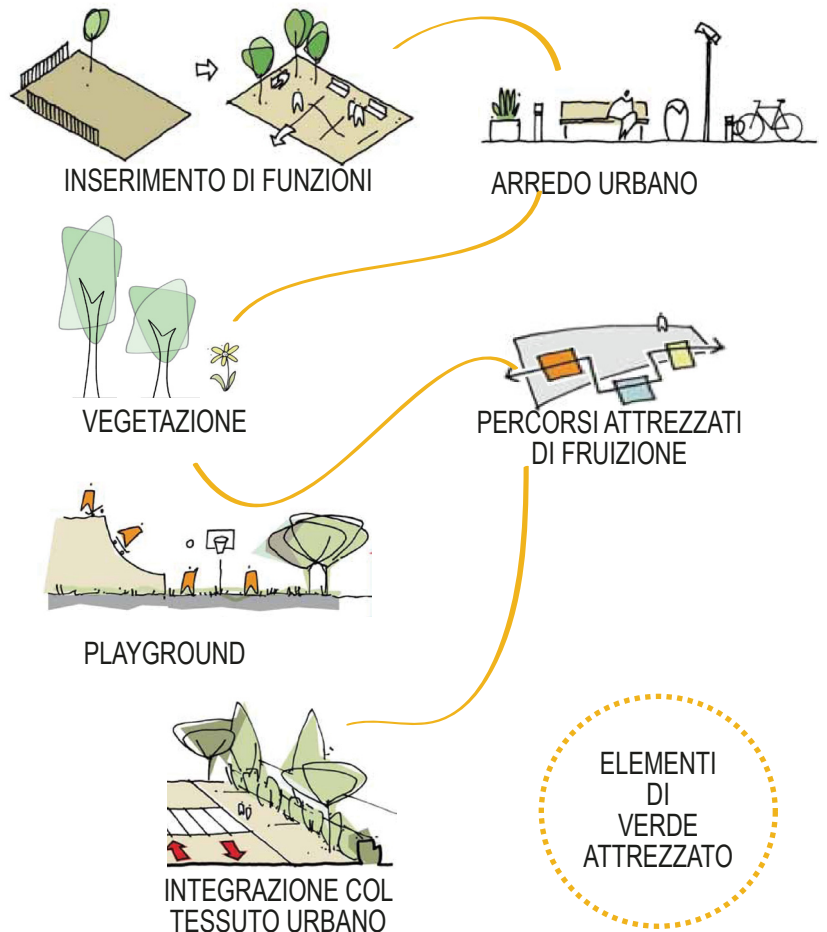 INSERIMENTO DI FUNZIONI
ARREDO URBANO
VEGETAZIONE
PERCORSI ATTREZZATI
DI FRUIZIONE
PLAYGROUND
INTEGRAZIONE COL
TESSUTO URBANO
ELEMENTI
DI
VERDE
ATTREZZATO